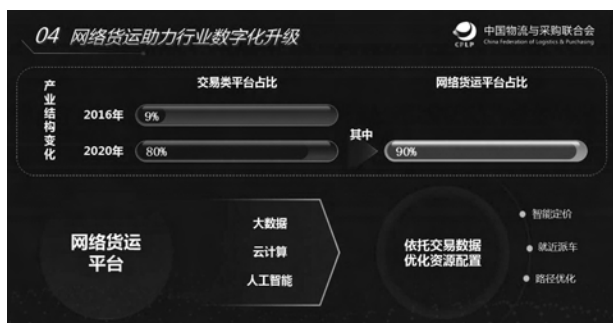 04 网络货运助力行业数字化升级
CFLP
中国物流与采购联合会
China Federation of Logistics & Purchasing
产业结构变化
交易类平台占比
网络货运平台占比
2016年
9%
2020年
80%
其中
90%
网络货运
平台
大数据
云计算
人工智能
依托交易数据
优化资源配置
智能定价
就近派车
路径优化